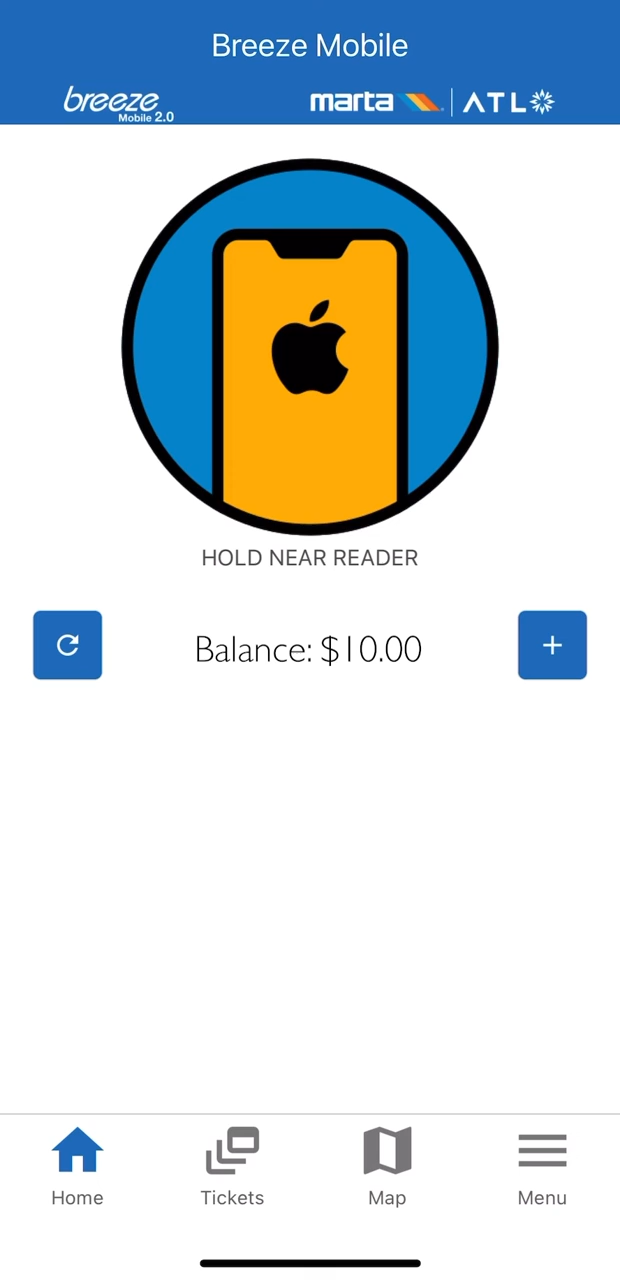 Breeze Mobile
breeze
Mobile 2.0
marta
ATL
HOLD NEAR READER
Balance: $10.00
Home
Tickets
Map
Menu